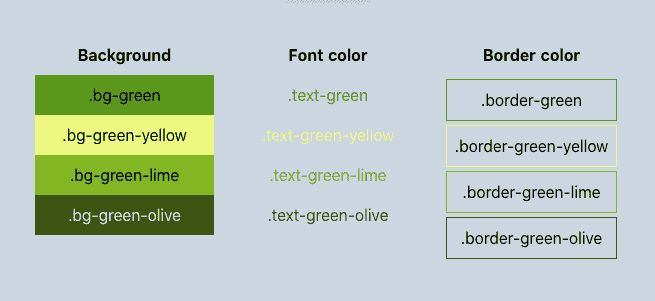 Background
.bg-green
.bg-green-yellow
.bg-green-lime
.bg-green-olive
Font color
.text-green
.text-green-yellow
.text-green-lime
.text-green-olive
Border color
.border-green
.border-green-yellow
.border-green-lime
.border-green-olive